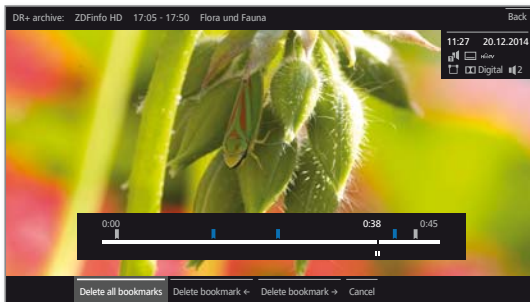 DR+ archive: ZDFinfo HD 17:05 - 17:50 Flora und Fauna Back
11:27 20.12.2014
Digital 2
0:00 0:38 0:45
Delete all bookmarks Delete bookmark ← Delete bookmark → Cancel